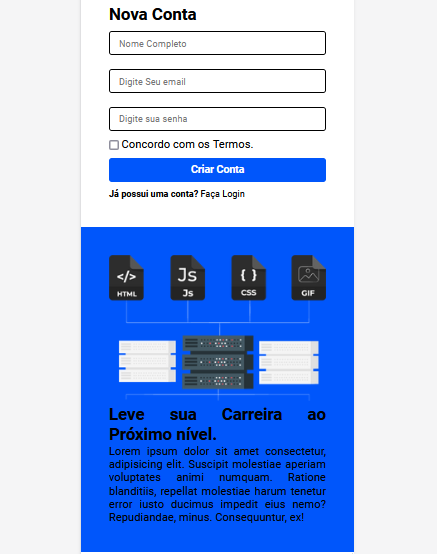 Nova Conta
Nome Completo
Digite Seu email
Digite sua senha
Concordo com os Termos.
Criar Conta
Já possui uma conta? Faça Login
</> Js { }
HTML Js CSS GIF
Leve sua Carreira ao
Próximo nível.
Lorem ipsum dolor sit amet consectetur,
adipisicing elit. Suscipit molestiae aperiam
voluptates animi numquam. Ratione
blanditiis, repellat molestiae harum tenetur
error iusto ducimus impedit eius nemo?
Repudiandae, minus. Consequuntur, ex!